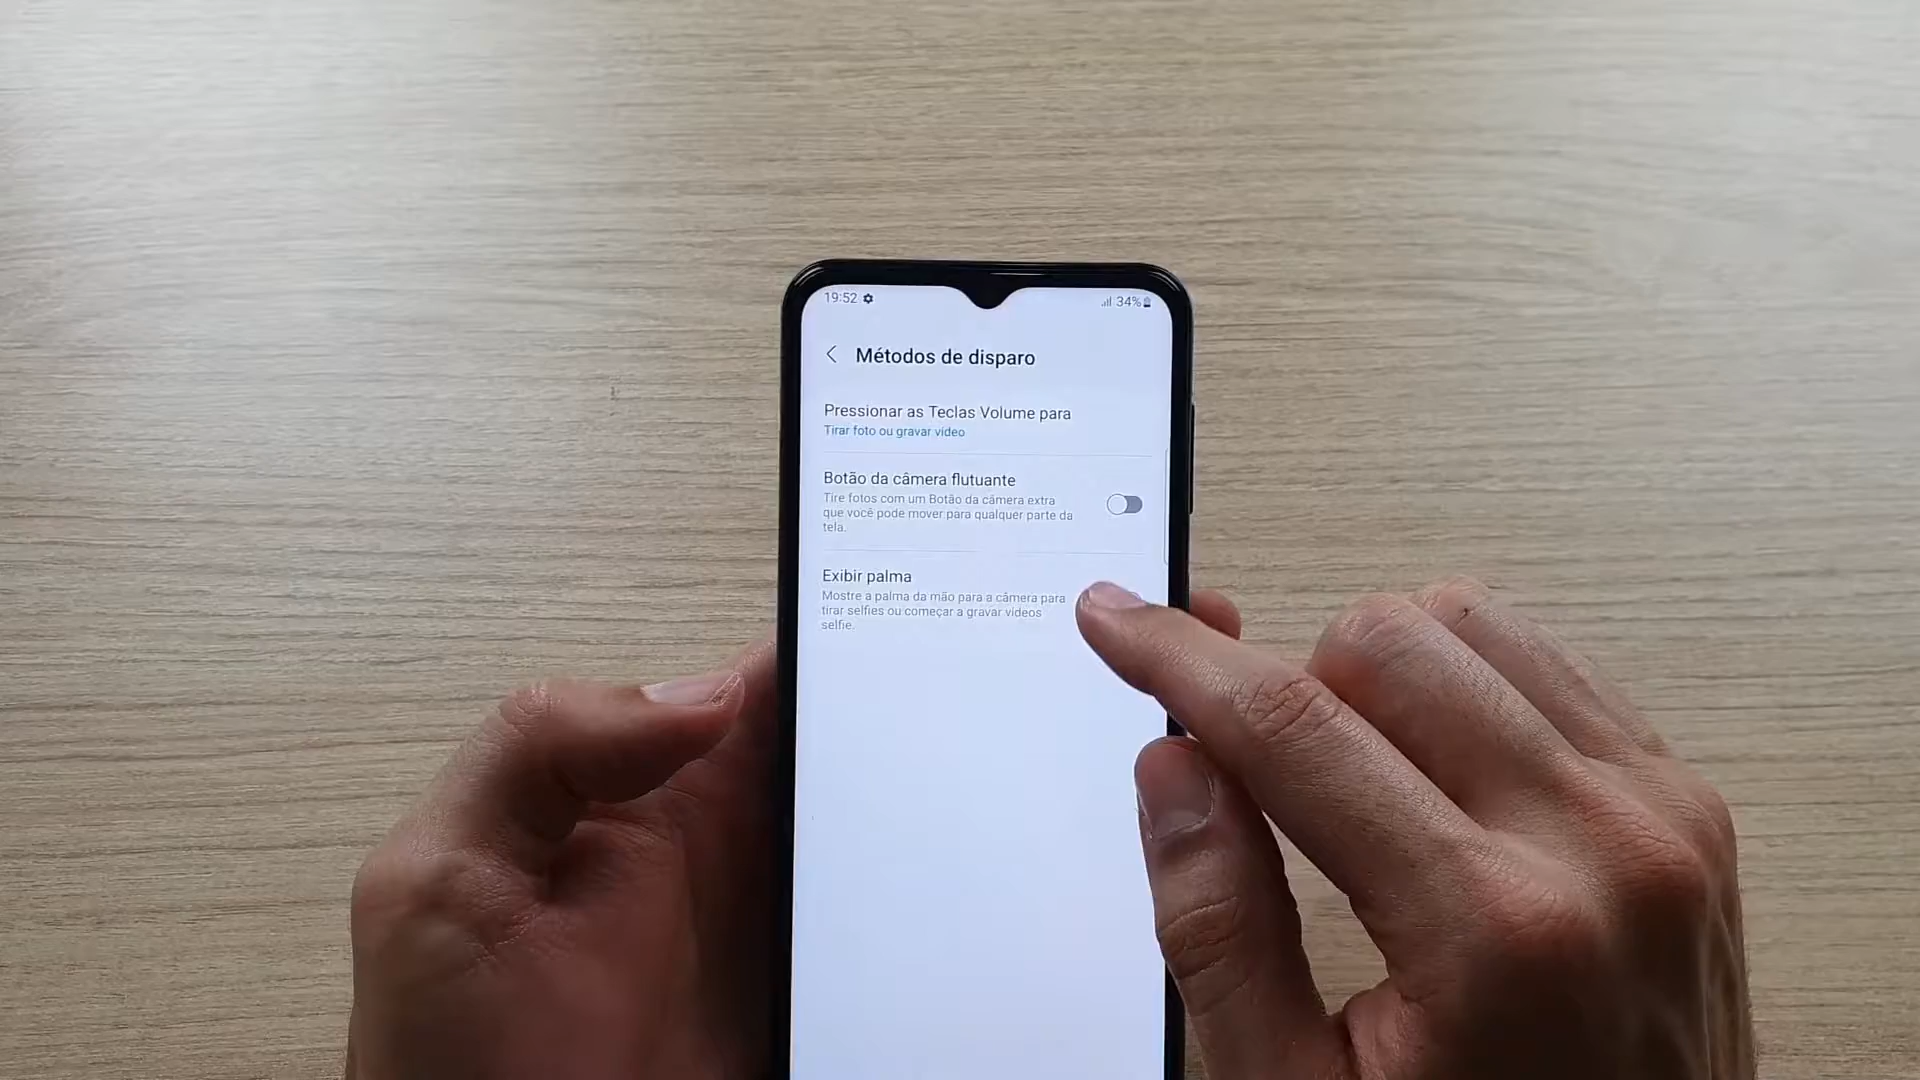 19:52
34%
Métodos de disparo
Pressionar as Teclas Volume para
Tirar foto ou gravar vídeo
Botão da câmera flutuante
Tire fotos com um Botão da câmera extra
que você pode mover para qualquer parte da
tela.
Exibir palma
Mostre a palma da mão para a câmera para
tirar selfies ou começar a gravar vídeos
selfie.